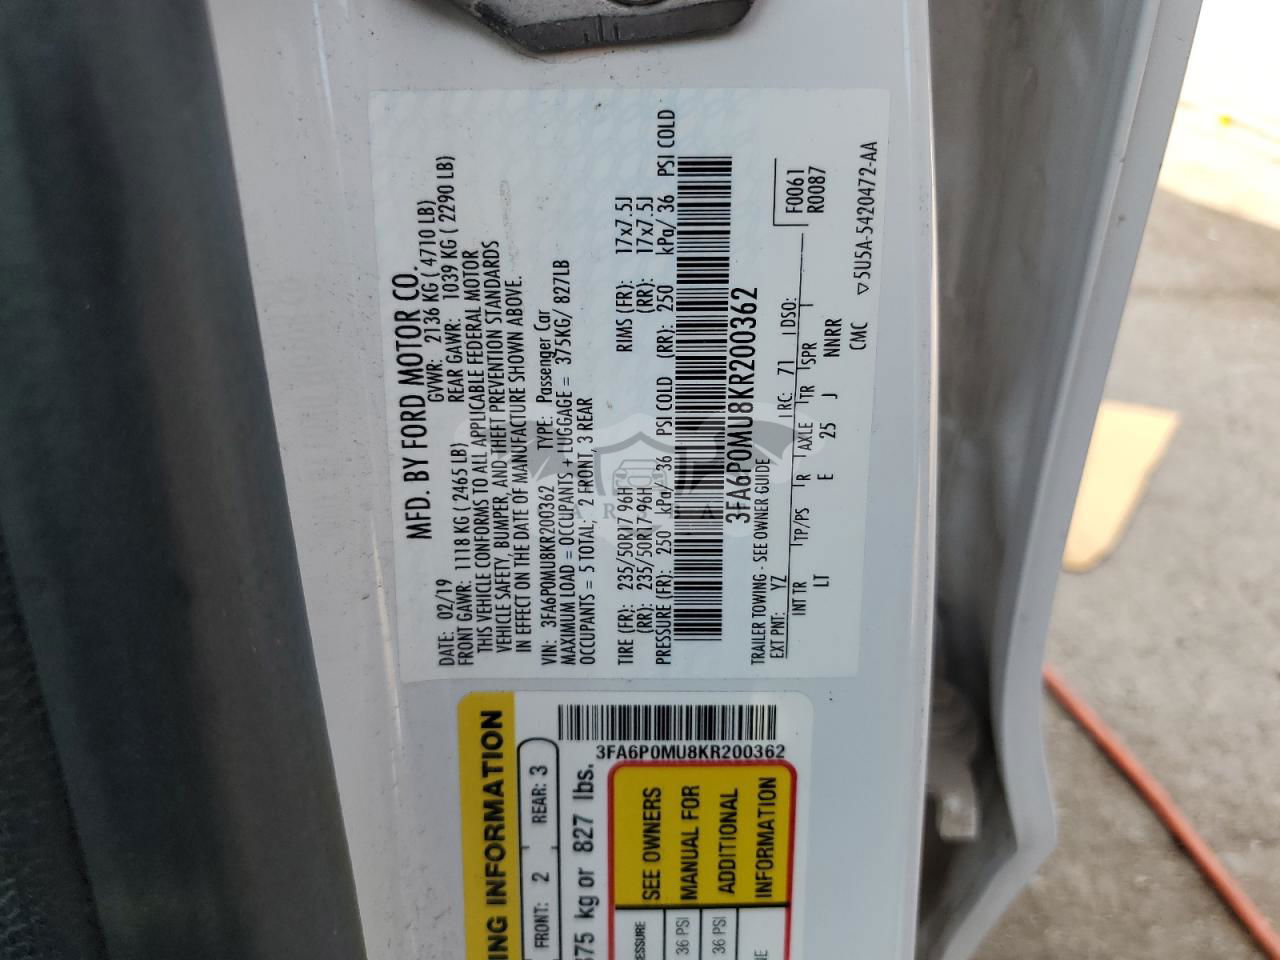 MFD. BY FORD MOTOR CO.
DATE: 02/19 GVWR: 2136 KG ( 4710 LB)
FRONT GAWR: 1118 KG ( 2465 LB) REAR GAWR: 1039 KG ( 2290 LB)
THIS VEHICLE CONFORMS TO ALL APPLICABLE FEDERAL MOTOR
VEHICLE SAFETY, BUMPER, AND THEFT PREVENTION STANDARDS
IN EFFECT ON THE DATE OF MANUFACTURE SHOWN ABOVE.
VIN: 3FA6P0MU8KR200362 TYPE: Passenger Car
MAXIMUM LOAD = OCCUPANTS + LUGGAGE = 375KG/ 827LB
OCCUPANTS = 5 TOTAL; 2 FRONT, 3 REAR
TIRE (FR): 235/50R17 96H RIMS (FR): 17x7.5J
(RR): 235/50R17 96H (RR): 17x7.5J
PRESSURE (FR): 250 kPa/ 36 PSI COLD (RR): 250 kPa/ 36 PSI COLD
3FA6P0MU8KR200362
TRAILER TOWING - SEE OWNER GUIDE
EXT PNT: YZ RC: 71 DSO: F0061
R0087
INT TR TP/PS R AXLE TR SPR
LT E 25 J NNRR
CMC 5U5A-5420472-AA
3FA6P0MU8KR200362
ING INFORMATION
FRONT: 2 REAR: 3
375 kg or 827 lbs.
SEE OWNERS
MANUAL FOR
ADDITIONAL
INFORMATION
36 PSI
36 PSI